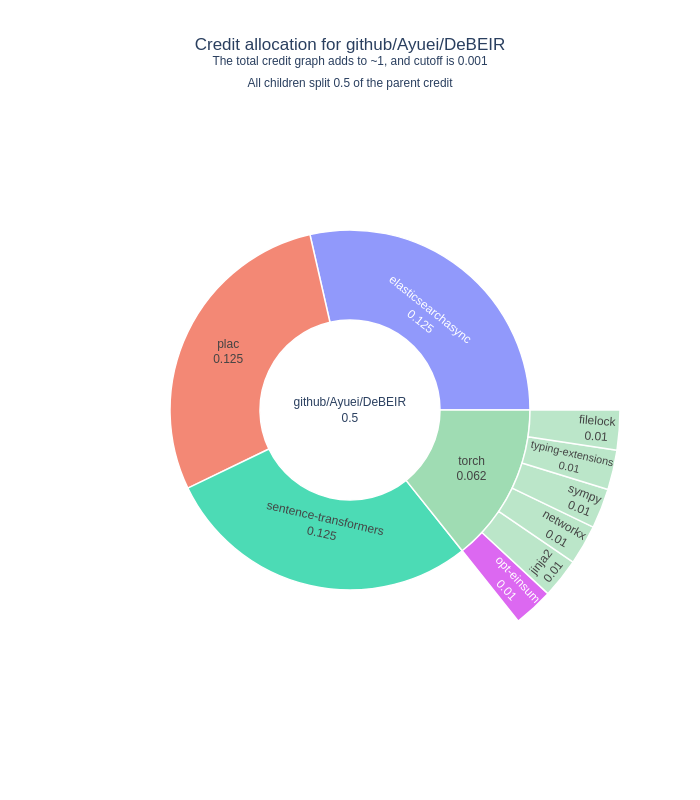 Credit allocation for github/Ayuei/DeBEIR
The total credit graph adds to ~1, and cutoff is 0.001
All children split 0.5 of the parent credit
elasticsearchasync
0.125
plac
0.125
github/Ayuei/DeBEIR
0.5
sentence-transformers
0.125
torch
0.062
filelock
0.01
typing-extensions
0.01
sympy
0.01
networkx
0.01
jinja2
0.01
opt-einsum
0.01